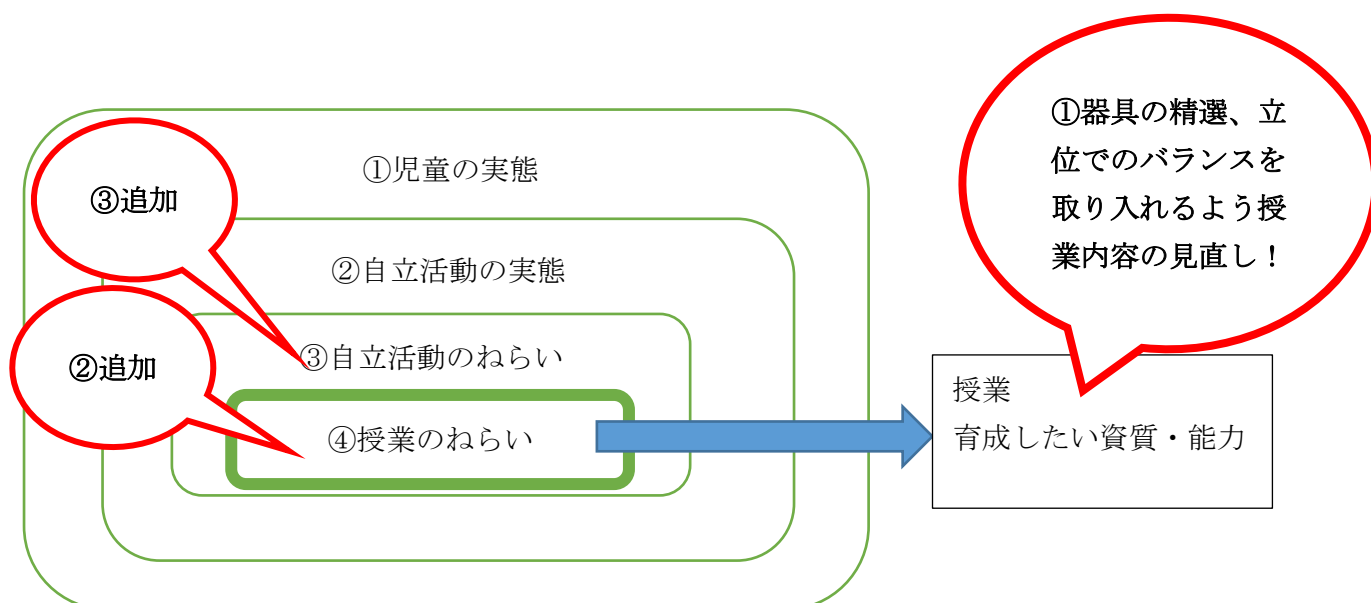 ①児童の実態
③追加
②自立活動の実態
②追加
③自立活動のねらい
④授業のねらい
①器具の精選、立
位でのバランスを
取り入れるよう授
業内容の見直し！
授業
育成したい資質・能力